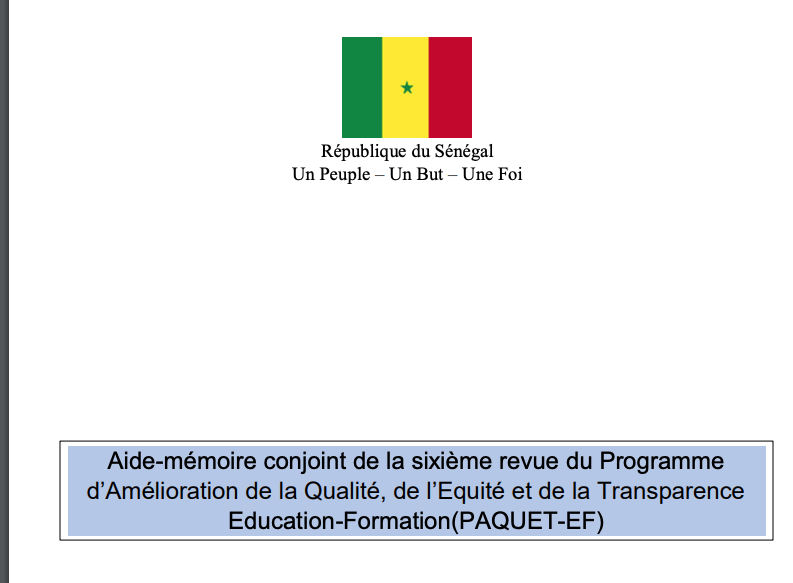 République du Sénégal
Un Peuple – Un But – Une Foi
Aide-mémoire conjoint de la sixième revue du Programme
d’Amélioration de la Qualité, de l’Equité et de la Transparence
Education-Formation(PAQUET-EF)